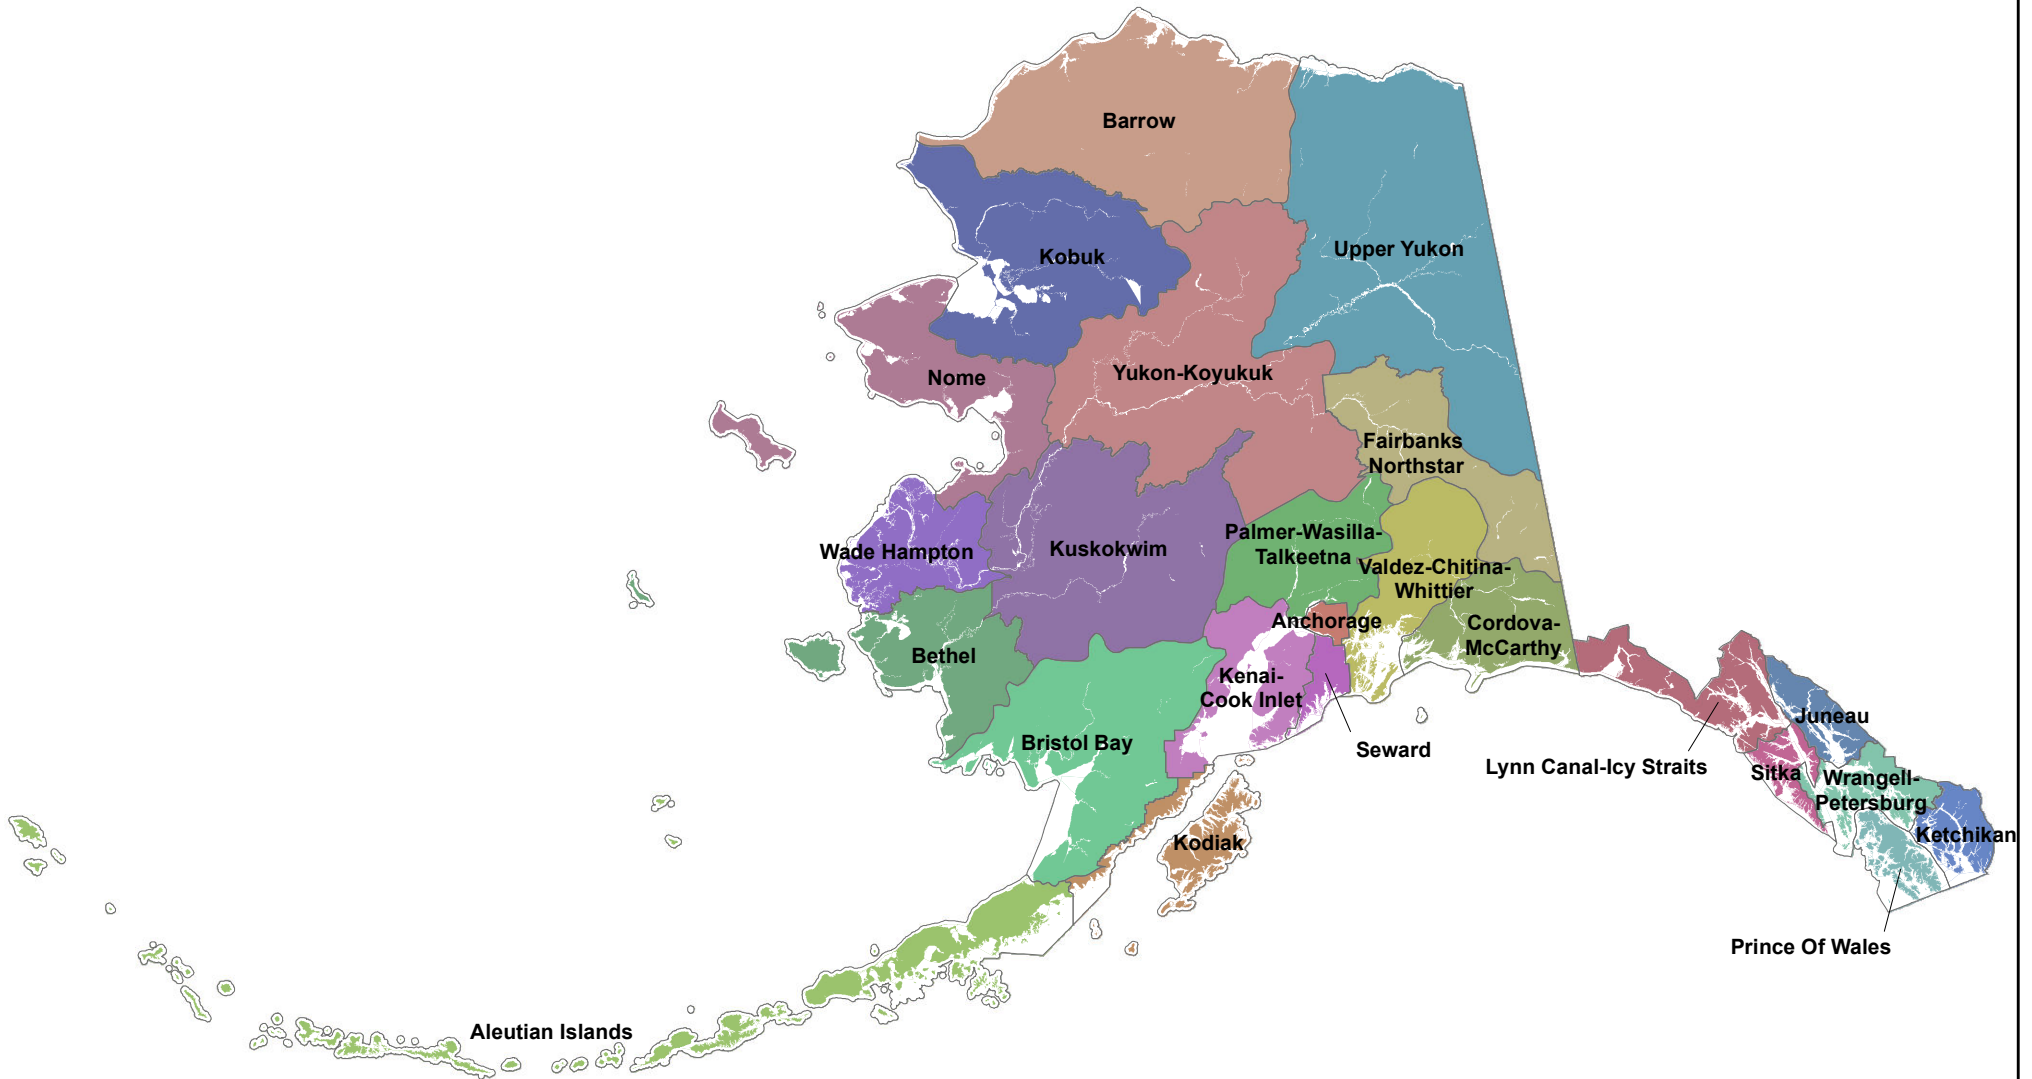 Barrow
Upper Yukon
Kobuk
Yukon-Koyukuk
Nome
Fairbanks
Northstar
Palmer-Wasilla-
Talkeetna
Wade Hampton
Kuskokwim
Valdez-Chitina-
Whittier
Anchorage
Cordova-
McCarthy
Bethel
Kenai-
Cook Inlet
Juneau
Bristol Bay
Seward
Lynn Canal-Icy Straits
Sitka
Wrangell-
Petersburg
Ketchikan
Kodiak
Prince Of Wales
Aleutian Islands